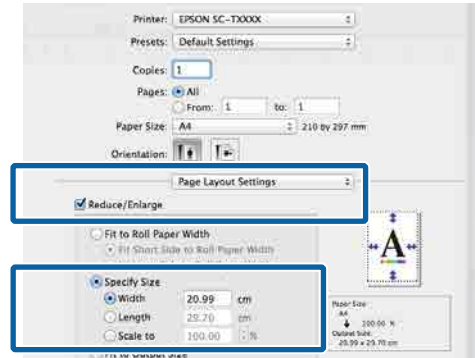 Printer: EPSON SC-TXXXX
Presets: Default Settings
Copies: 1
Pages: All
From: 1 to: 1
Paper Size: A4 210 by 297 mm
Orientation:
Page Layout Settings
Reduce/Enlarge
Fit to Roll Paper Width
Fit Short Side to Roll Paper Width
Specify Size
Width 20.99 cm
Length 29.70 cm
Scale to 100.00 %
A
Paper Size:
A4
100.00 %
Output Size:
20.99 x 29.70 cm
Fit to Output Size